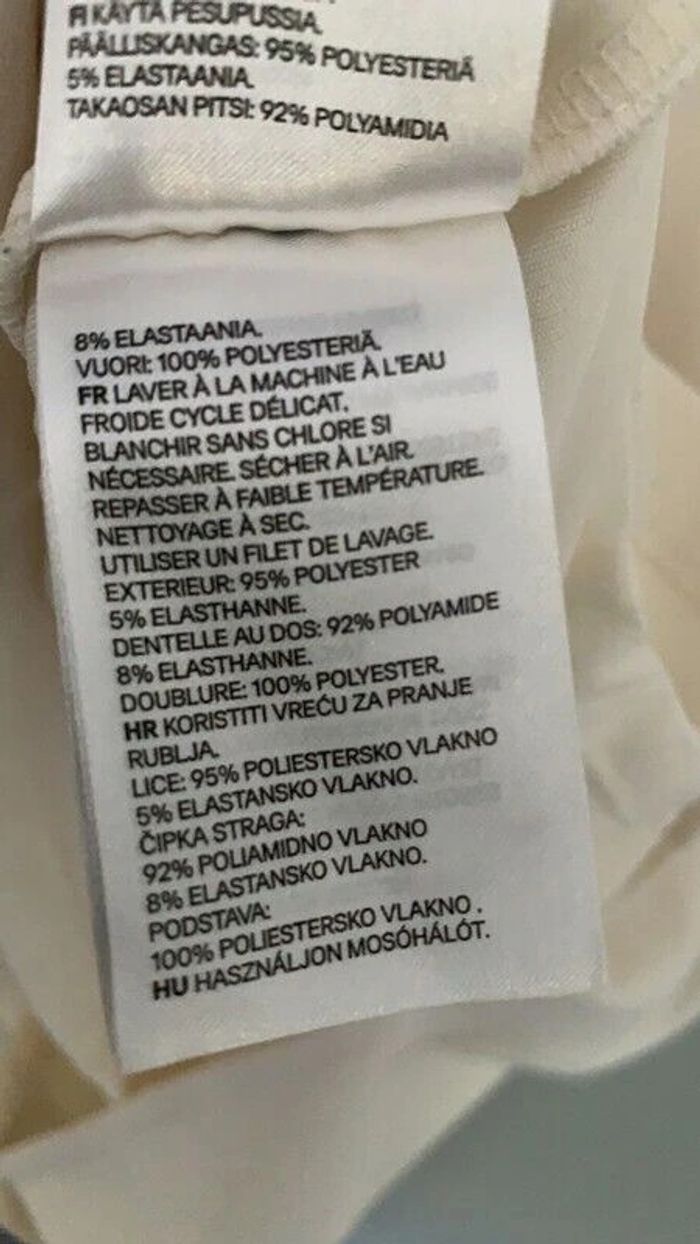 FI KÄYTÄ PESUPUSSIA.
PÄÄLLISKANGAS: 95% POLYESTERIÄ
5% ELASTAANIA.
TAKAOSAN PITSI: 92% POLYAMIDIA
8% ELASTAANIA.
VUORI: 100% POLYESTERIÄ.
FR LAVER À LA MACHINE À L'EAU
FROIDE CYCLE DÉLICAT.
BLANCHIR SANS CHLORE SI
NÉCESSAIRE. SÉCHER À L'AIR.
REPASSER À FAIBLE TEMPÉRATURE.
NETTOYAGE À SEC.
UTILISER UN FILET DE LAVAGE.
EXTERIEUR: 95% POLYESTER
5% ELASTHANNE.
DENTELLE AU DOS: 92% POLYAMIDE
8% ELASTHANNE.
DOUBLURE: 100% POLYESTER.
HR KORISTITI VREĆU ZA PRANJE
RUBLJA.
LICE: 95% POLIESTERSKO VLAKNO
5% ELASTANSKO VLAKNO.
ČIPKA STRAGA:
92% POLIAMIDNO VLAKNO
8% ELASTANSKO VLAKNO.
PODSTAVA:
100% POLIESTERSKO VLAKNO .
HU HASZNÁLJON MOSÓHÁLÓT.